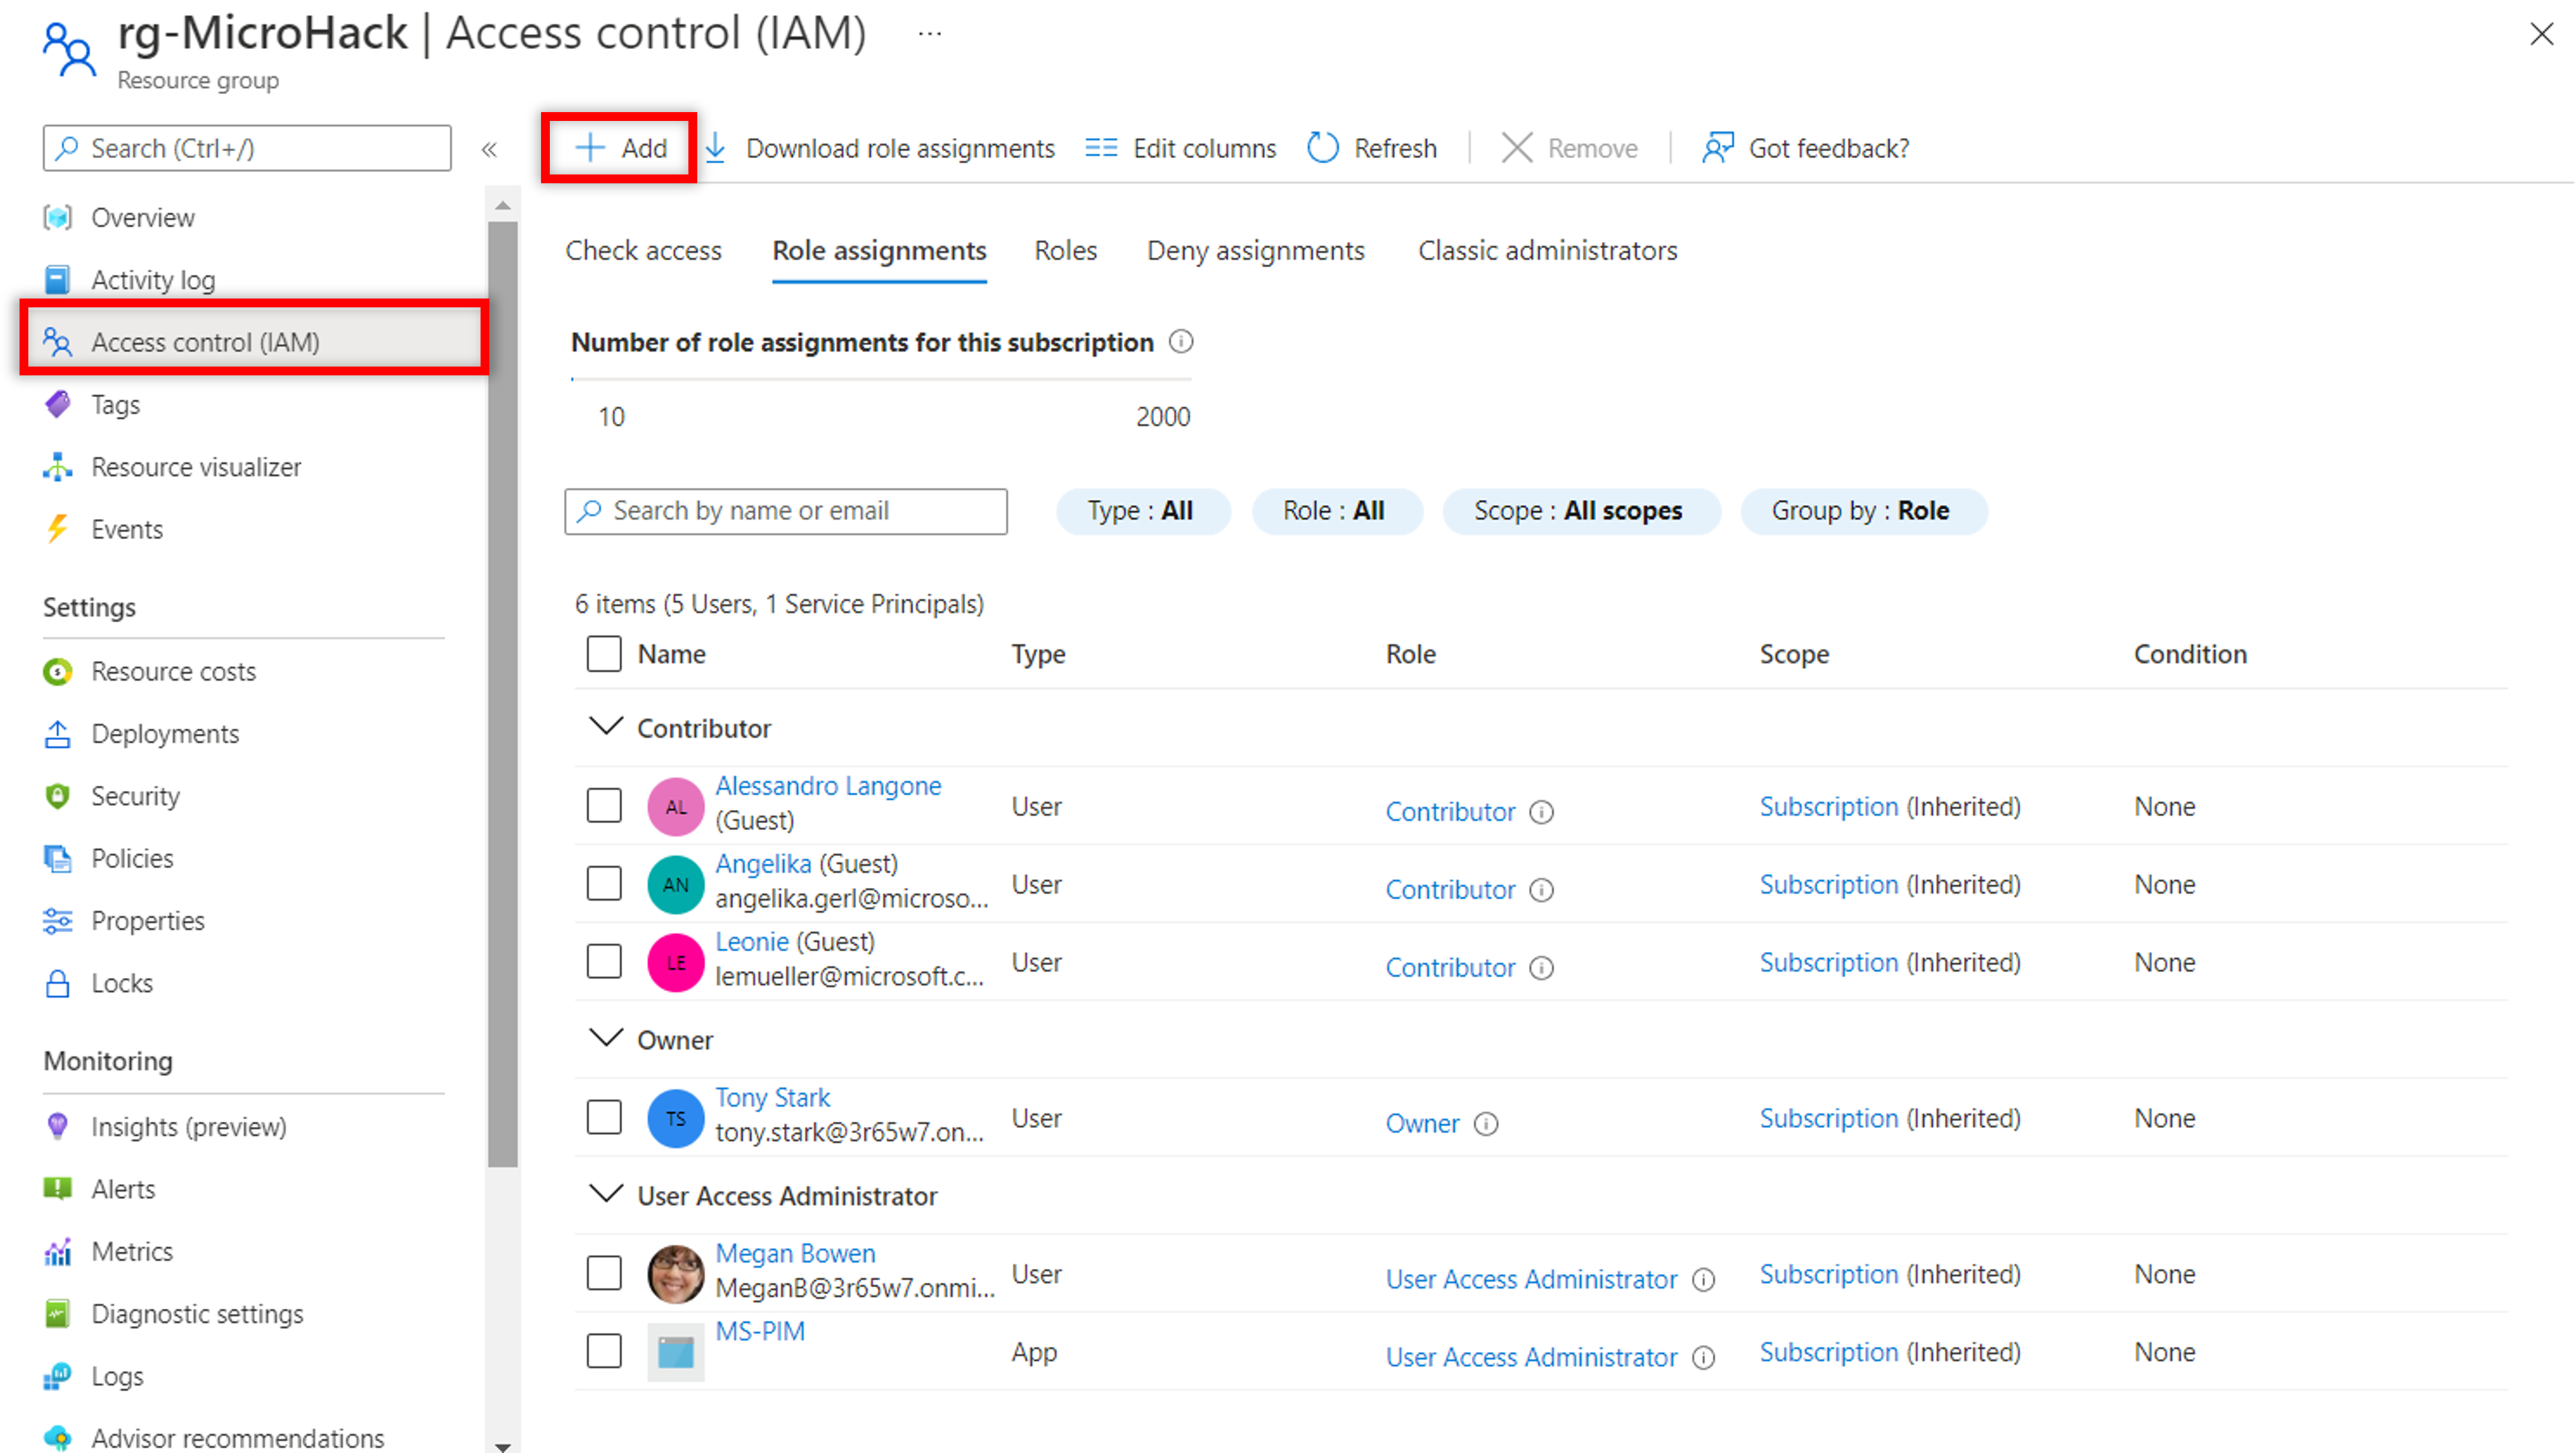 rg-MicroHack | Access control (IAM) ...
Resource group
Search (Ctrl+/)
Overview
Activity log
Access control (IAM)
Tags
Resource visualizer
Events
Settings
Resource costs
Deployments
Security
Policies
Properties
Locks
Monitoring
Insights (preview)
Alerts
Metrics
Diagnostic settings
Logs
Advisor recommendations
Add Download role assignments Edit columns Refresh Remove Got feedback?
Check access Role assignments Roles Deny assignments Classic administrators
Number of role assignments for this subscription
10 2000
Search by name or email Type : All Role : All Scope : All scopes Group by : Role
6 items (5 Users, 1 Service Principals)
Name Type Role Scope Condition
Contributor
AL Alessandro Langone (Guest) User Contributor Subscription (Inherited) None
AN Angelika (Guest) angelika.gerl@microso... User Contributor Subscription (Inherited) None
LE Leonie (Guest) lemueller@microsoft.c... User Contributor Subscription (Inherited) None
Owner
TS Tony Stark tony.stark@3r65w7.on... User Owner Subscription (Inherited) None
User Access Administrator
Megan Bowen MeganB@3r65w7.onmi... User User Access Administrator Subscription (Inherited) None
MS-PIM App User Access Administrator Subscription (Inherited) None